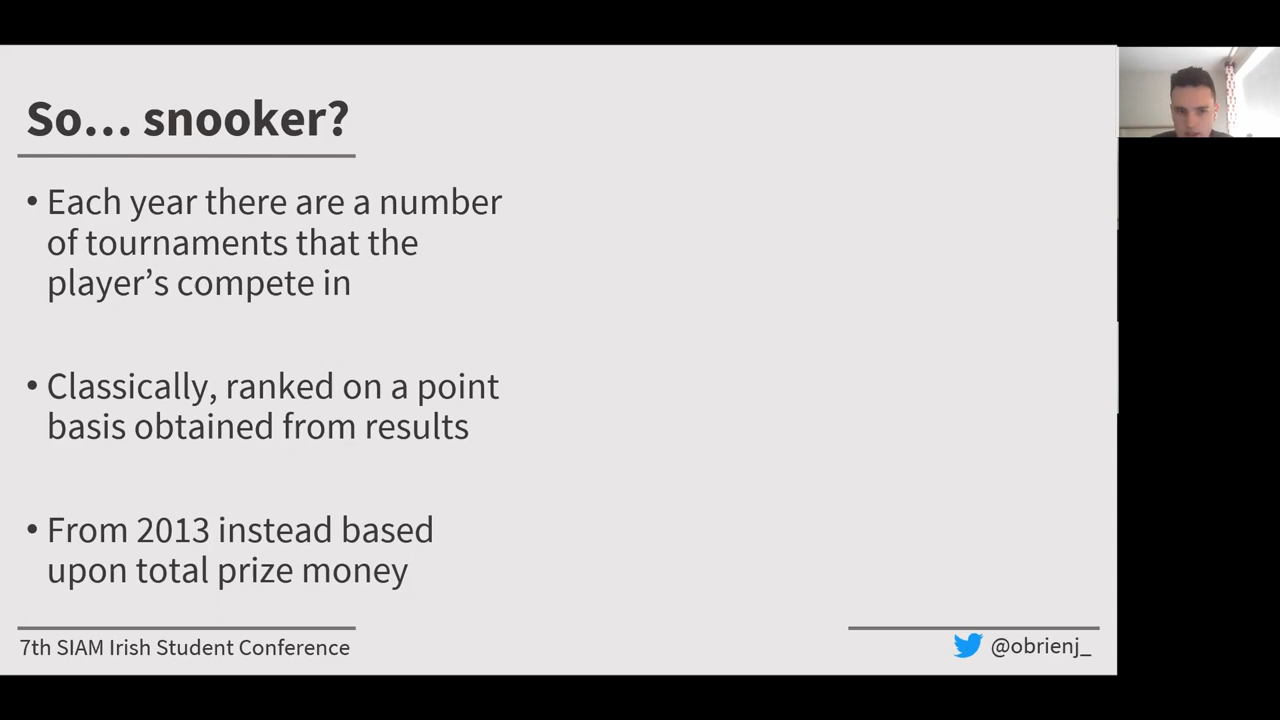 So... snooker?
• Each year there are a number
of tournaments that the
player’s compete in
• Classically, ranked on a point
basis obtained from results
• From 2013 instead based
upon total prize money
7th SIAM Irish Student Conference
@obrienj_